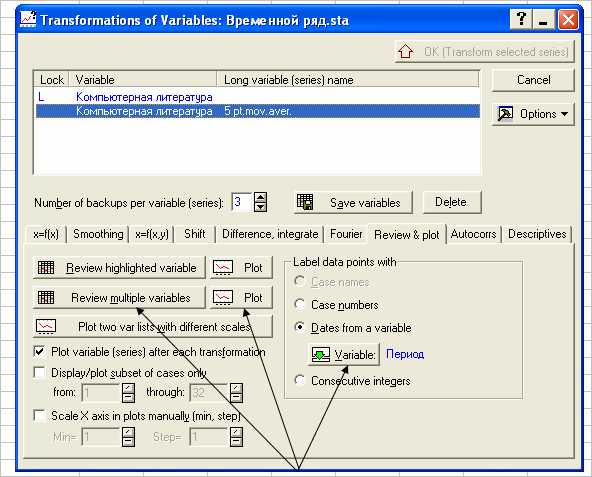 Transformations of Variables: Временной ряд.sta
OK (Transform selected series)
Lock Variable Long variable (series) name
L Компьютерная литература
Компьютерная литература 5 pt.mov.aver.
Cancel
Options
Number of backups per variable (series): 3 Save variables Delete
x=f(x) Smoothing x=f(x,y) Shift Difference, integrate Fourier Review & plot Autocorrs Descriptives
Review highlighted variable Plot
Review multiple variables Plot
Plot two var lists with different scales
Plot variable (series) after each transformation
Display/plot subset of cases only
from: 1 through: 32
Scale X axis in plots manually (min, step)
Min= 1 Step= 1
Label data points with
Case names
Case numbers
Dates from a variable
Variable: Период
Consecutive integers